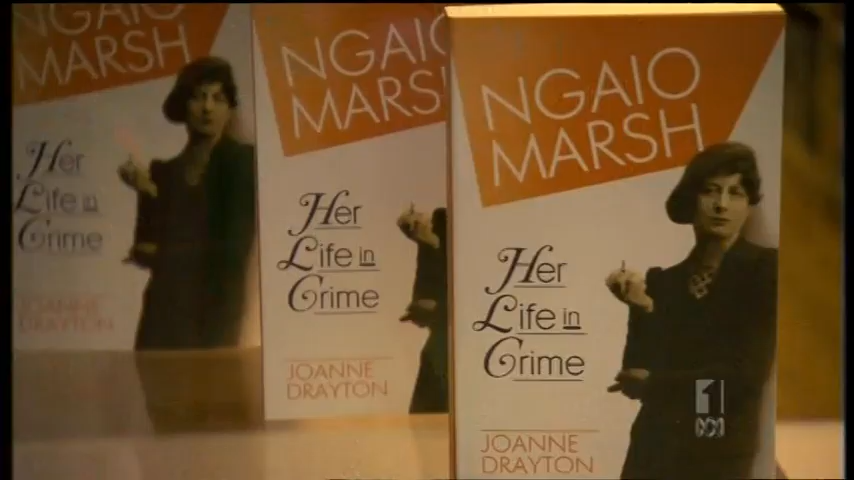 NGAIO
MARSH
Her
Life in
Crime
JOANNE
DRAYTON
NGAIO
MARSH
Her
Life in
Crime
JOANNE
DRAYTON
NGAIO
MARSH
Her
Life in
Crime
JOANNE
DRAYTON
1
abc